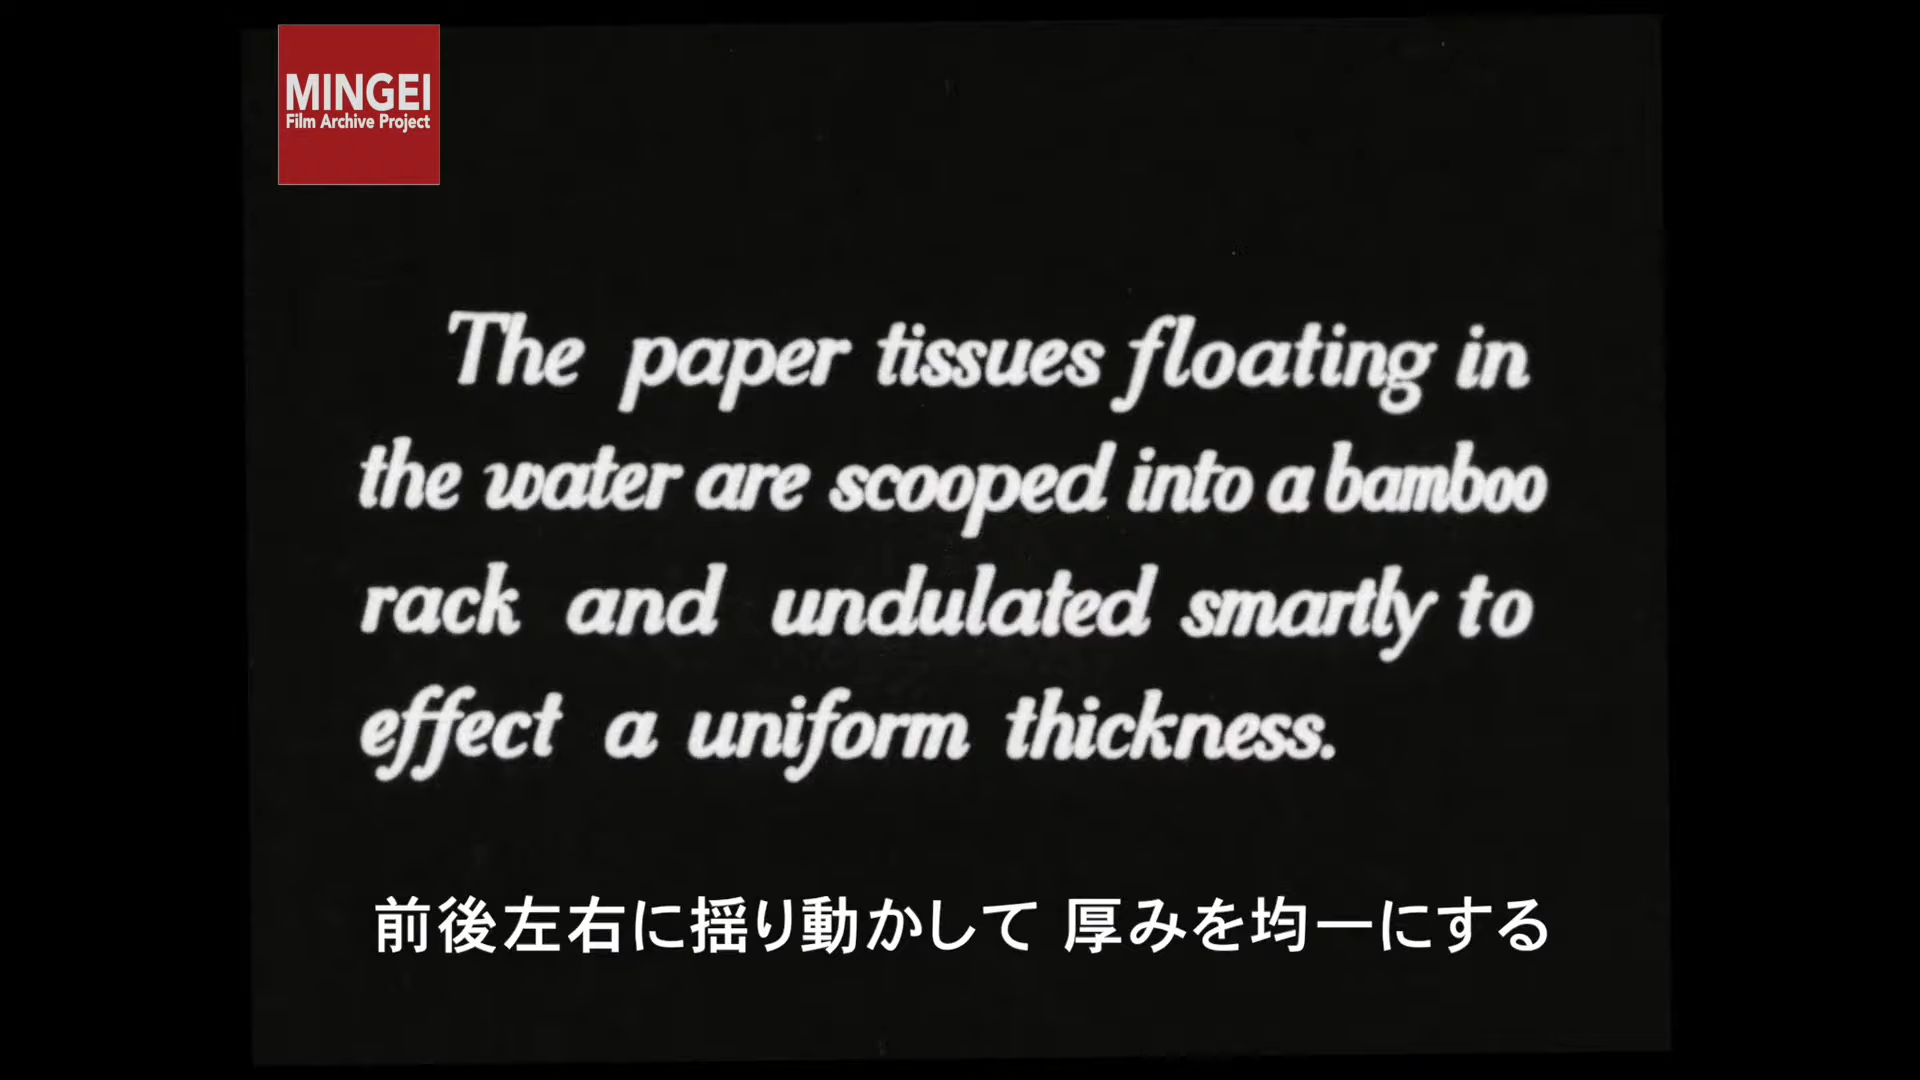 MINGEI
Film Archive Project
The paper tissues floating in
the water are scooped into a bamboo
rack and undulated smartly to
effect a uniform thickness.
前後左右に揺り動かして 厚みを均一にする